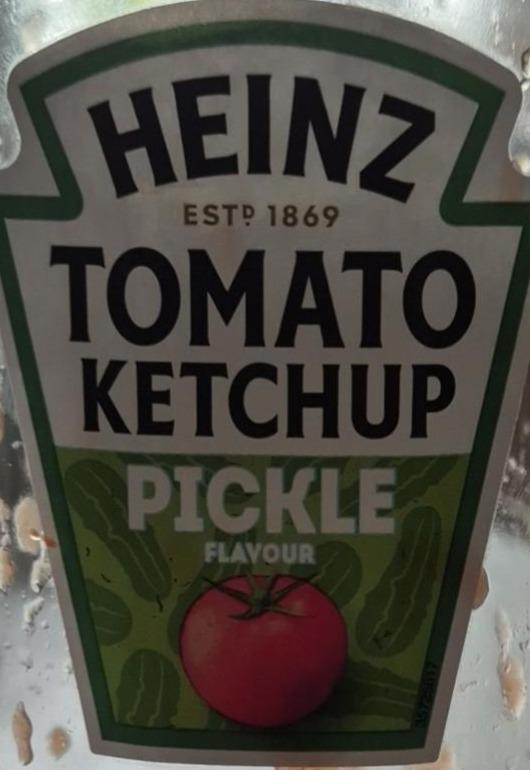 HEINZ
ESTD 1869
TOMATO
KETCHUP
PICKLE
FLAVOUR